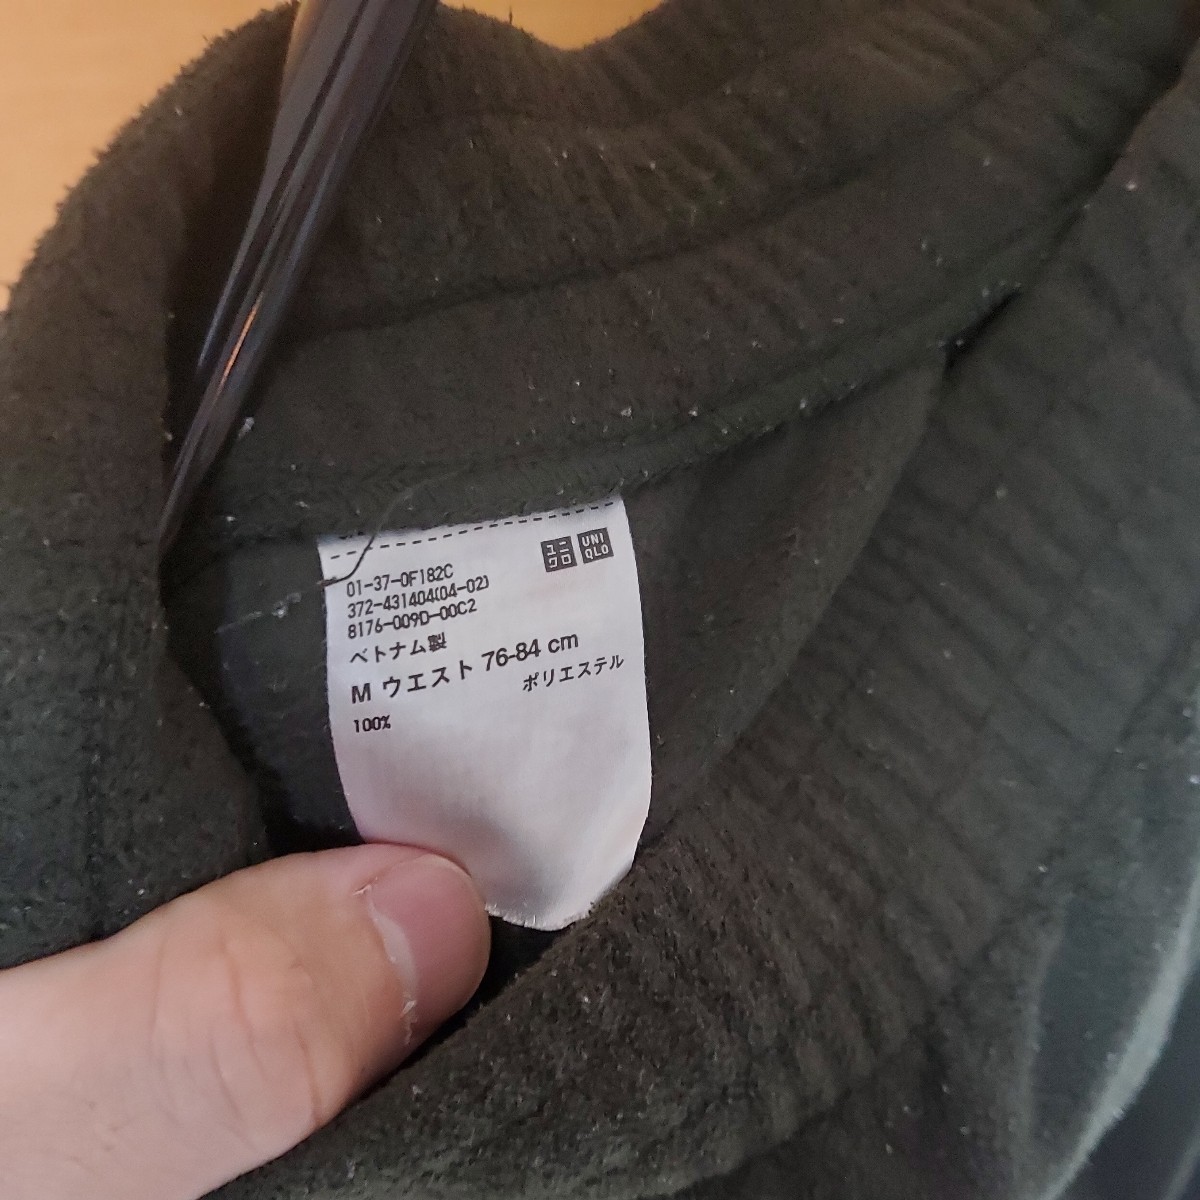 ユニクロ UNIQLO
01-37-0F182C
372-431404(04-02)
8176-009D-00C2
ベトナム製
M ウエスト 76-84 cm
ポリエステル
100%